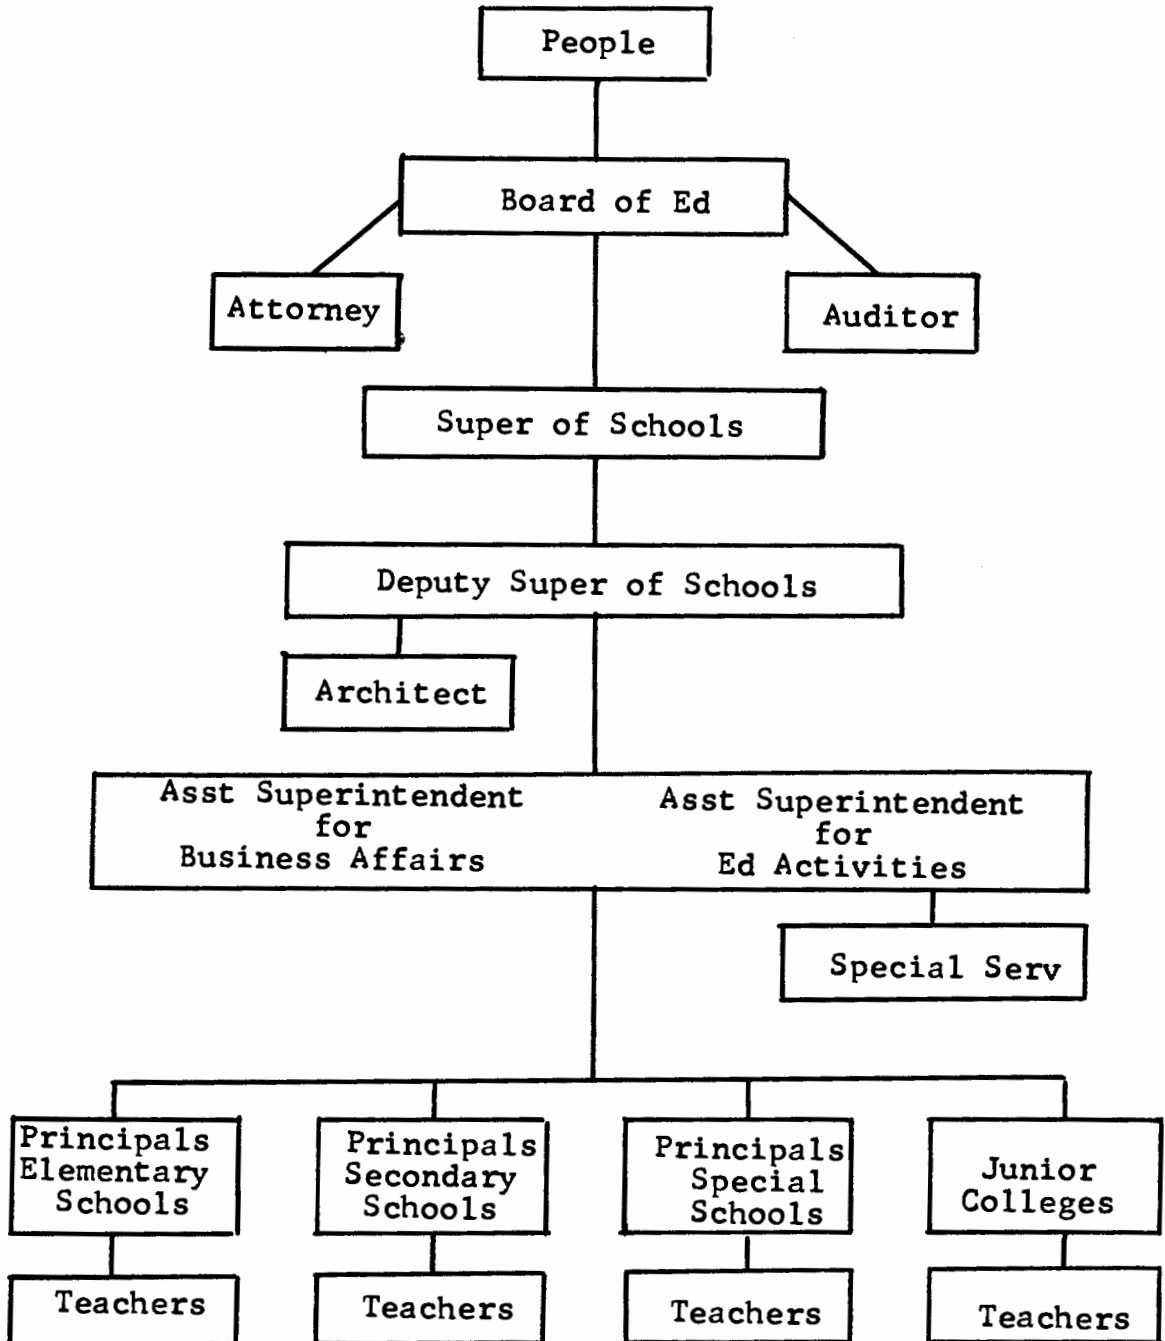 People
Board of Ed
Attorney
Auditor
Super of Schools
Deputy Super of Schools
Architect
Asst Superintendent
for
Business Affairs
Asst Superintendent
for
Ed Activities
Special Serv
Principals
Elementary
Schools
Principals
Secondary
Schools
Principals
Special
Schools
Junior
Colleges
Teachers
Teachers
Teachers
Teachers